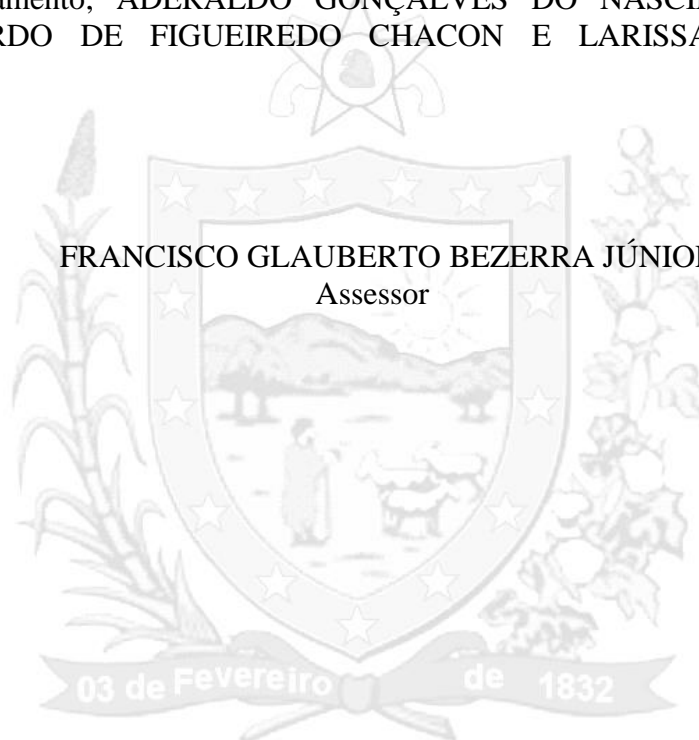 umento, ADERALDO GONÇALVES DO NASCI
RDO DE FIGUEIREDO CHACON E LARISSA
FRANCISCO GLAUBERTO BEZERRA JÚNIOR
Assessor
03 de Fevereiro de 1832